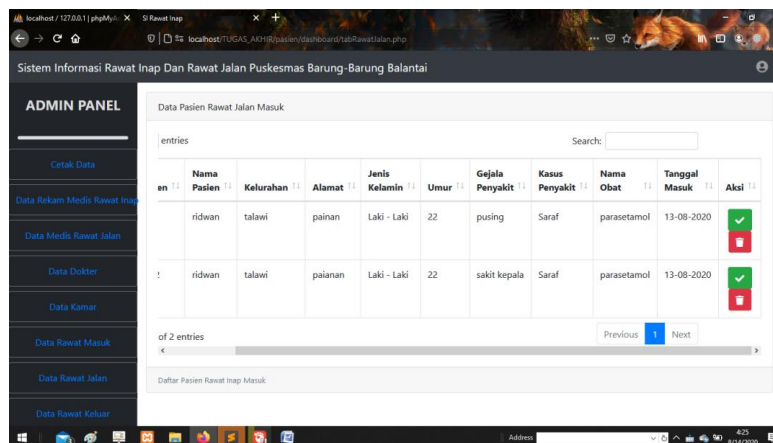 localhost / 127.0.0.1 | phpMyA
SI Rawat Inap
localhost/TUGAS_AKHIR/pasien/dashboard/tabRawatJalan.php
Sistem Informasi Rawat Inap Dan Rawat Jalan Puskesmas Barung-Barung Balantai
ADMIN PANEL
Cetak Data
Data Rekam Medis Rawat Inap
Data Medis Rawat Jalan
Data Dokter
Data Kamar
Data Rawat Masuk
Data Rawat Jalan
Data Rawat Keluar
Data Pasien Rawat Jalan Masuk
entries Search:
en Nama Pasien Kelurahan Alamat Jenis Kelamin Umur Gejala Penyakit Kasus Penyakit Nama Obat Tanggal Masuk Aksi
ridwan talawi painan Laki - Laki 22 pusing Saraf parasetamol 13-08-2020
ridwan talawi paianan Laki - Laki 22 sakit kepala Saraf parasetamol 13-08-2020
of 2 entries Previous 1 Next
Daftar Pasien Rawat Inap Masuk
Address
4:25
8/14/2020